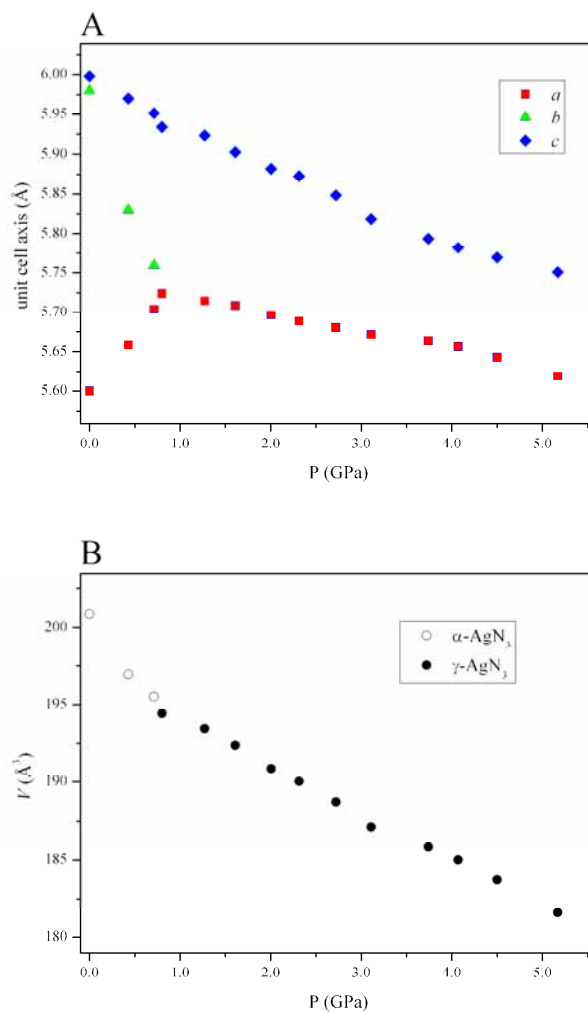 A
6.00
5.95
5.90
5.85
5.80
5.75
5.70
5.65
5.60
unit cell axis (Å)
a
b
c
0.0 1.0 2.0 3.0 4.0 5.0
P (GPa)
B
200
195
190
185
180
V (Å³)
α-AgN₃
γ-AgN₃
0.0 1.0 2.0 3.0 4.0 5.0
P (GPa)